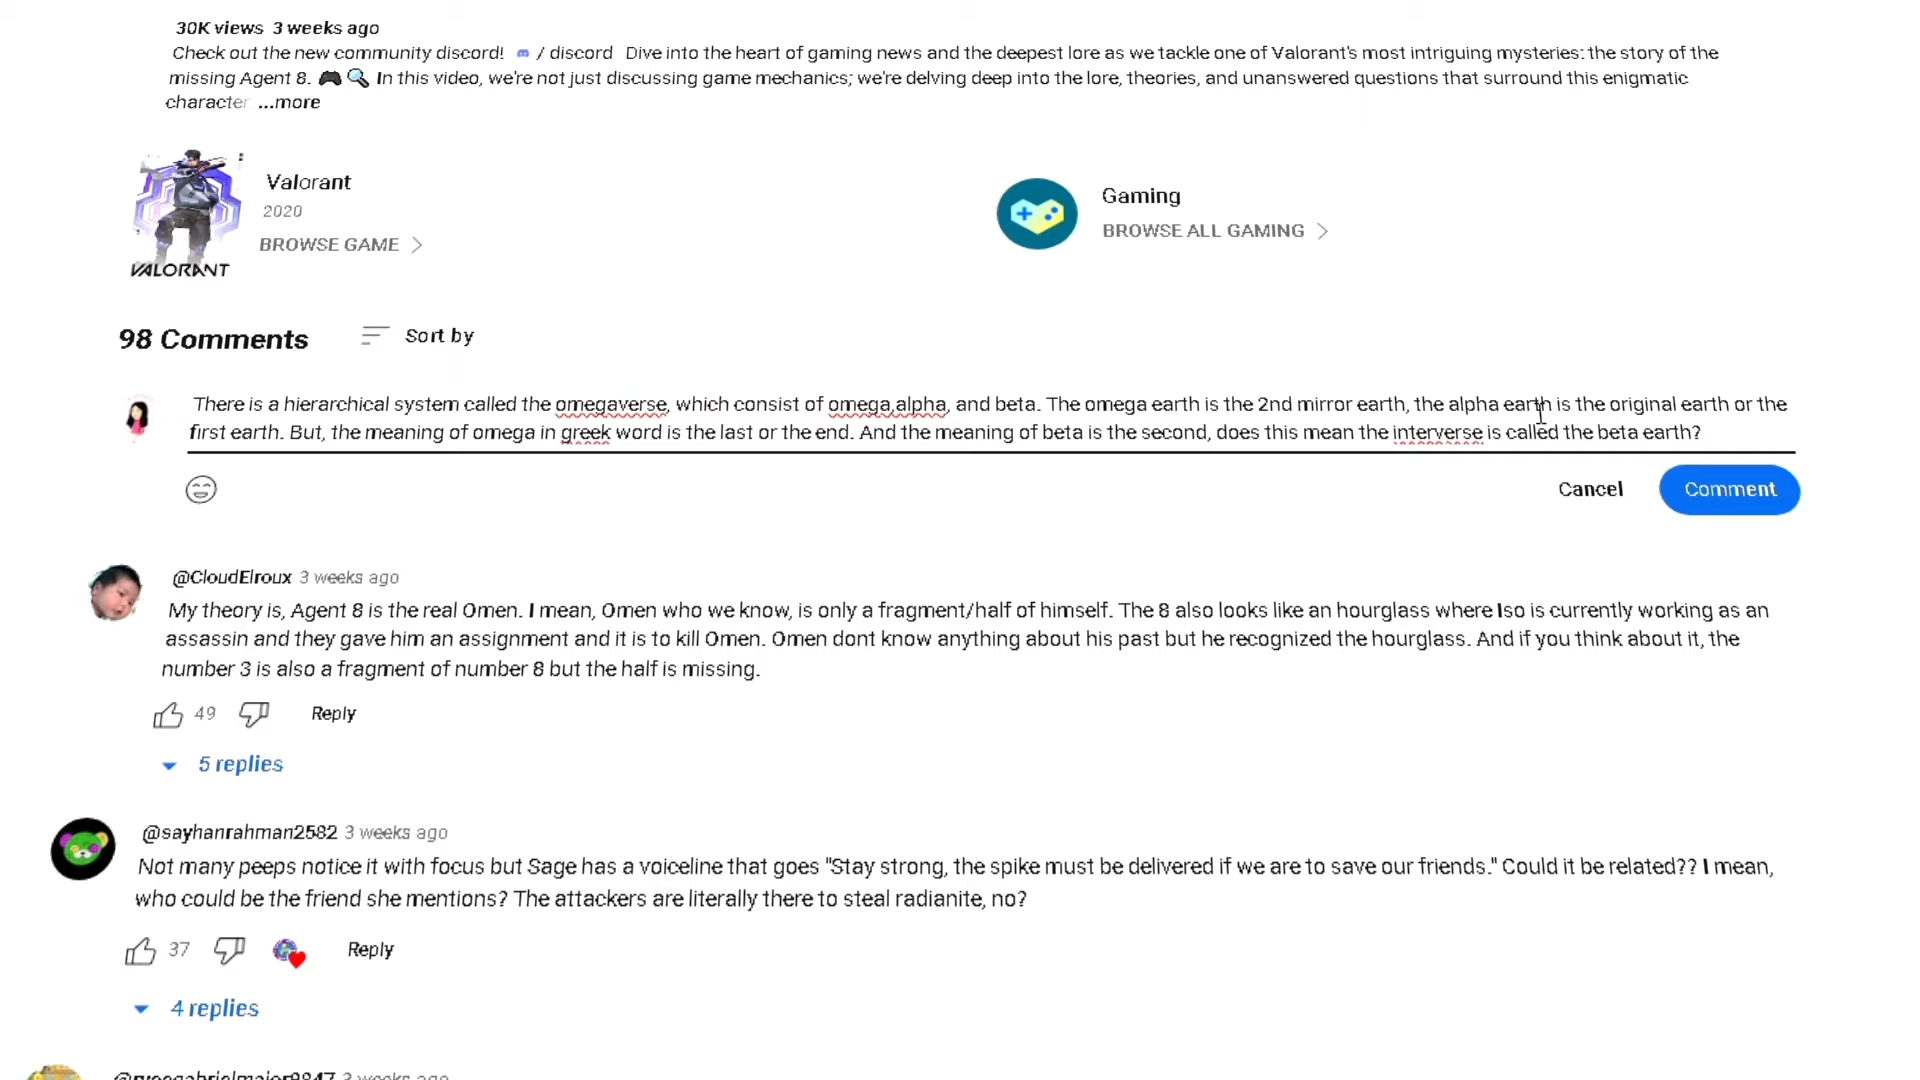 30K views 3 weeks ago
Check out the new community discord! / discord Dive into the heart of gaming news and the deepest lore as we tackle one of Valorant's most intriguing mysteries: the story of the
missing Agent 8. 🎮 🔍 In this video, we're not just discussing game mechanics; we're delving deep into the lore, theories, and unanswered questions that surround this enigmatic
character ...more
Valorant
2020
BROWSE GAME
VALORANT
Gaming
BROWSE ALL GAMING
98 Comments
Sort by
There is a hierarchical system called the omegaverse, which consist of omega,alpha, and beta. The omega earth is the 2nd mirror earth, the alpha earth is the original earth or the
first earth. But, the meaning of omega in greek word is the last or the end. And the meaning of beta is the second, does this mean the interverse is called the beta earth?
Cancel
Comment
@CloudElroux 3 weeks ago
My theory is, Agent 8 is the real Omen. I mean, Omen who we know, is only a fragment/half of himself. The 8 also looks like an hourglass where Iso is currently working as an
assassin and they gave him an assignment and it is to kill Omen. Omen dont know anything about his past but he recognized the hourglass. And if you think about it, the
number 3 is also a fragment of number 8 but the half is missing.
49 Reply
5 replies
@sayhanrahman2582 3 weeks ago
Not many peeps notice it with focus but Sage has a voiceline that goes "Stay strong, the spike must be delivered if we are to save our friends." Could it be related?? I mean,
who could be the friend she mentions? The attackers are literally there to steal radianite, no?
37 Reply
4 replies
3 weeks ago